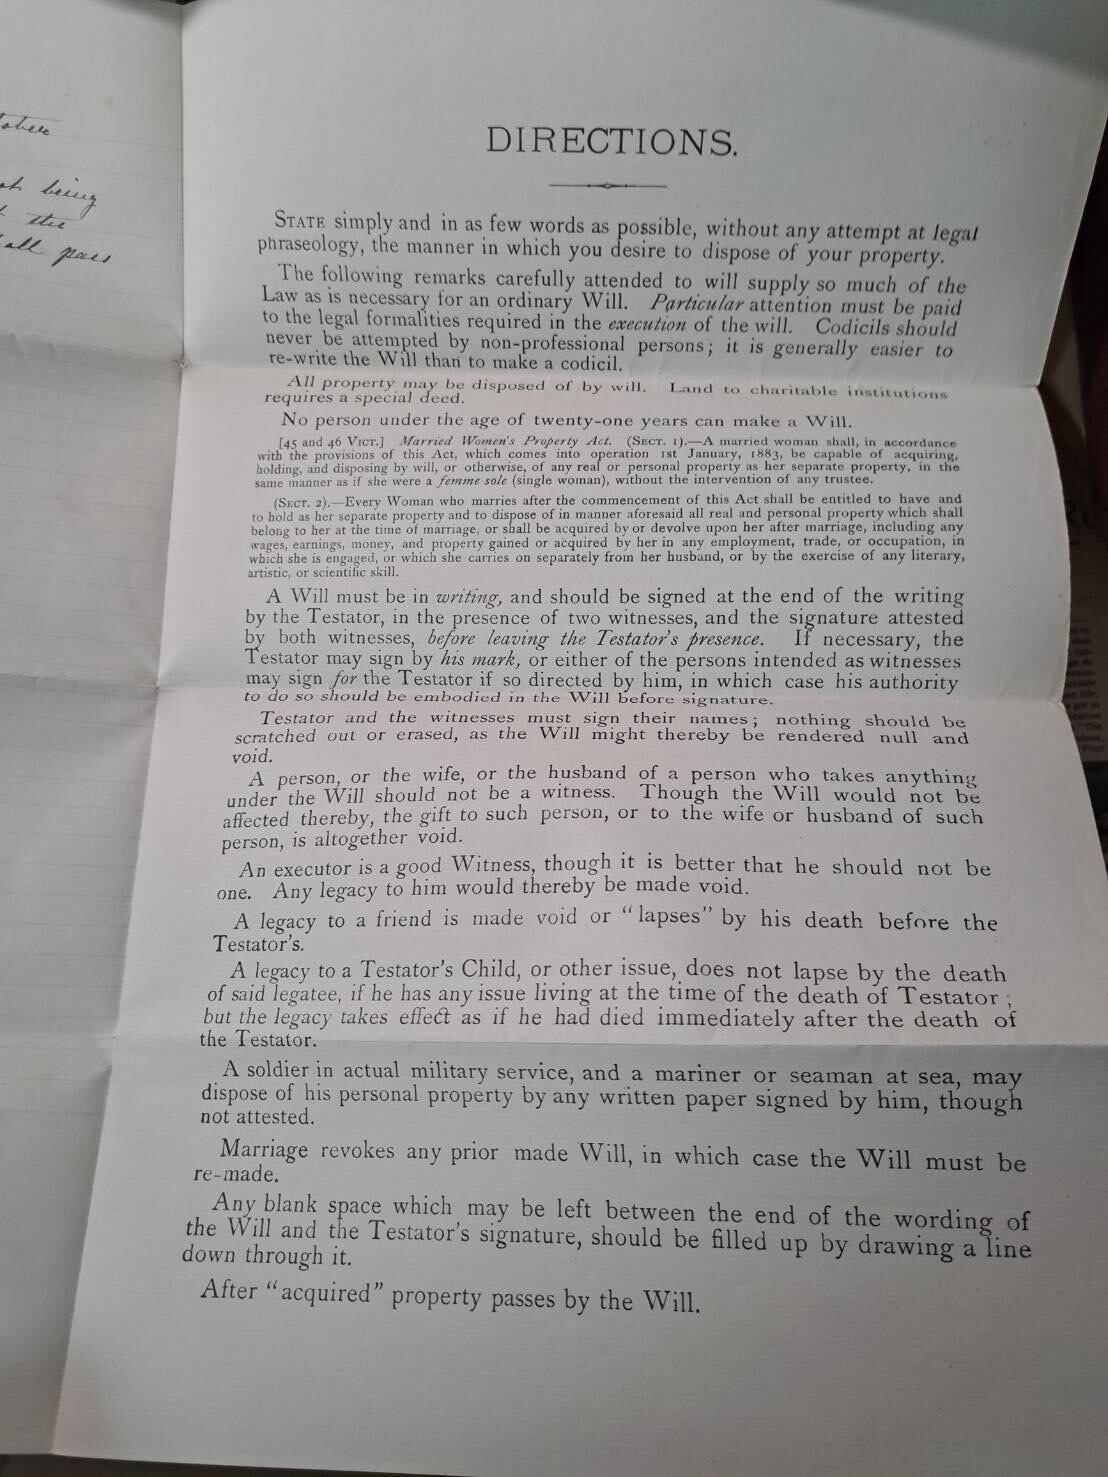 being
the
all pass
DIRECTIONS.
STATE simply and in as few words as possible, without any attempt at legal
phraseology, the manner in which you desire to dispose of your property.
The following remarks carefully attended to will supply so much of the
Law as is necessary for an ordinary Will. Particular attention must be paid
to the legal formalities required in the execution of the will. Codicils should
never be attempted by non-professional persons; it is generally easier to
re-write the Will than to make a codicil.
All property may be disposed of by will. Land to charitable institutions
requires a special deed.
No person under the age of twenty-one years can make a Will.
[45 and 46 VICT.] Married Women's Property Act. (SECT. 1).—A married woman shall, in accordance
with the provisions of this Act, which comes into operation 1st January, 1883, be capable of acquiring,
holding, and disposing by will, or otherwise, of any real or personal property as her separate property, in the
same manner as if she were a femme sole (single woman), without the intervention of any trustee.
(SECT. 2).—Every Woman who marries after the commencement of this Act shall be entitled to have and
to hold as her separate property and to dispose of in manner aforesaid all real and personal property which shall
belong to her at the time of marriage, or shall be acquired by or devolve upon her after marriage, including any
wages, earnings, money, and property gained or acquired by her in any employment, trade, or occupation, in
which she is engaged, or which she carries on separately from her husband, or by the exercise of any literary,
artistic, or scientific skill.
A Will must be in writing, and should be signed at the end of the writing
by the Testator, in the presence of two witnesses, and the signature attested
by both witnesses, before leaving the Testator's presence. If necessary, the
Testator may sign by his mark, or either of the persons intended as witnesses
may sign for the Testator if so directed by him, in which case his authority
to do so should be embodied in the Will before signature.
Testator and the witnesses must sign their names; nothing should be
scratched out or erased, as the Will might thereby be rendered null and
void.
A person, or the wife, or the husband of a person who takes anything
under the Will should not be a witness. Though the Will would not be
affected thereby, the gift to such person, or to the wife or husband of such
person, is altogether void.
An executor is a good Witness, though it is better that he should not be
one. Any legacy to him would thereby be made void.
A legacy to a friend is made void or "lapses" by his death before the
Testator's.
A legacy to a Testator's Child, or other issue, does not lapse by the death
of said legatee, if he has any issue living at the time of the death of Testator;
but the legacy takes effect as if he had died immediately after the death of
the Testator.
A soldier in actual military service, and a mariner or seaman at sea, may
dispose of his personal property by any written paper signed by him, though
not attested.
Marriage revokes any prior made Will, in which case the Will must be
re-made.
Any blank space which may be left between the end of the wording of
the Will and the Testator's signature, should be filled up by drawing a line
down through it.
After "acquired" property passes by the Will.